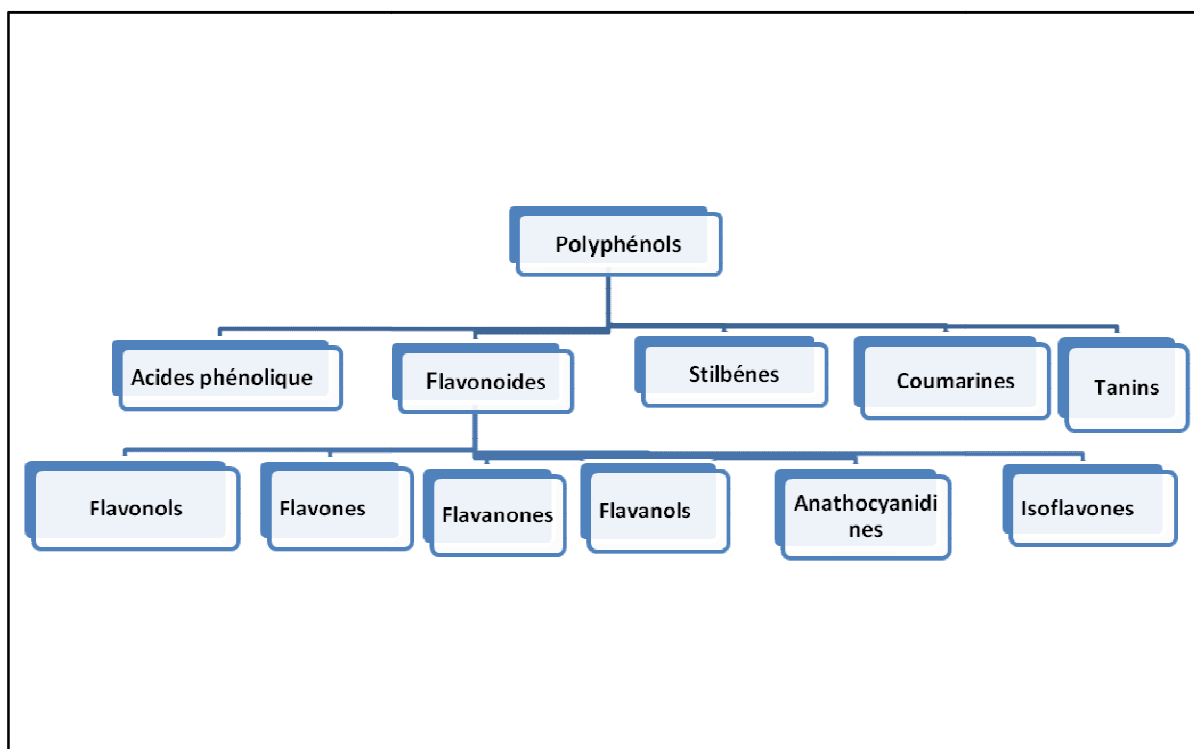 Polyphénols
Acides phénolique
Flavonoides
Stilbénes
Coumarines
Tanins
Flavonols
Flavones
Flavanones
Flavanols
Anathocyanidi
nes
Isoflavones